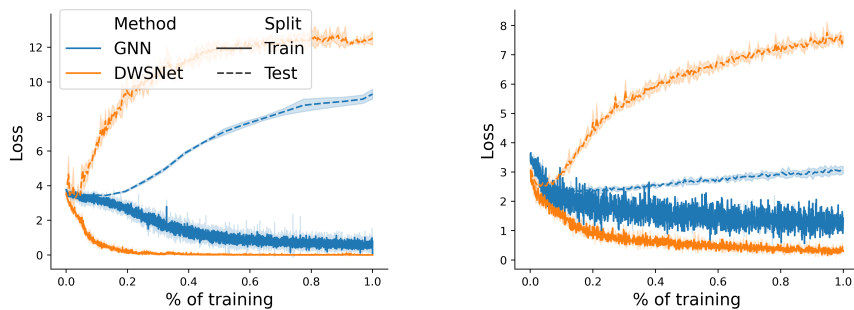 Method Split
GNN Train
DWSNet Test
12
10
8
6
4
2
0
Loss
0.0 0.2 0.4 0.6 0.8 1.0
% of training
8
7
6
5
4
3
2
1
0
Loss
0.0 0.2 0.4 0.6 0.8 1.0
% of training